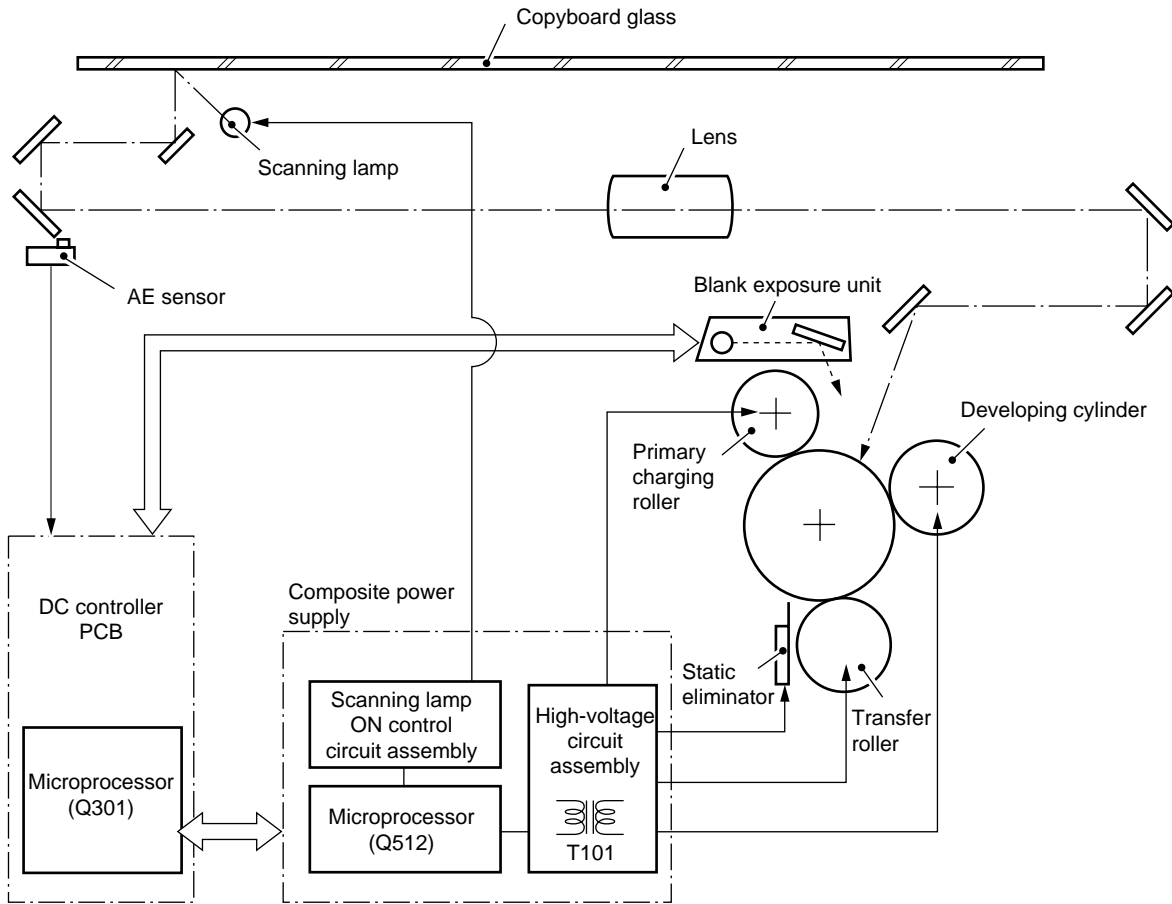 Copyboard glass
Scanning lamp
Lens
AE sensor
Blank exposure unit
Developing cylinder
Primary
charging
roller
DC controller
PCB
Composite power
supply
Static
eliminator
Scanning lamp
ON control
circuit assembly
High-voltage
circuit
assembly
Transfer
roller
Microprocessor
(Q301)
Microprocessor
(Q512)
T101